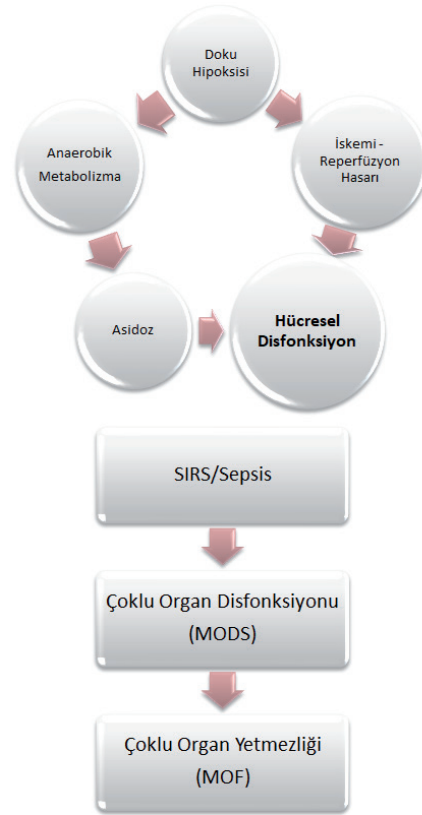 Doku
Hipoksisi
Anaerobik
Metabolizma
İskemi -
Reperfüzyon
Hasarı
Asidoz
Hücresel
Disfonksiyon
SIRS/Sepsis
Çoklu Organ Disfonksiyonu
(MODS)
Çoklu Organ Yetmezliği
(MOF)